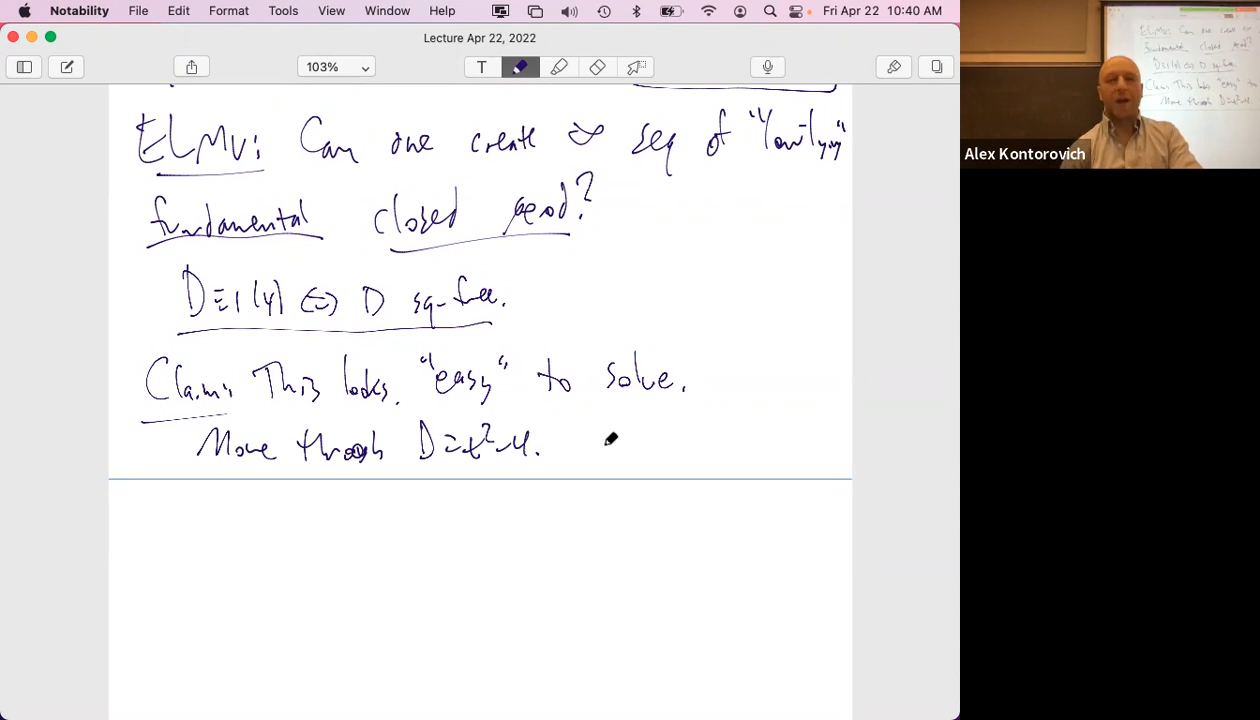 Notability File Edit Format Tools View Window Help Fri Apr 22 10:40 AM
Lecture Apr 22, 2022
103%
T
ELMV: Can one create ∞ seq of "low-lying"
fundamental closed geod?
D≡1(4) ⇔ D sq-free.
Claim: This looks "easy" to solve.
Move through D=t²-4.
Alex Kontorovich